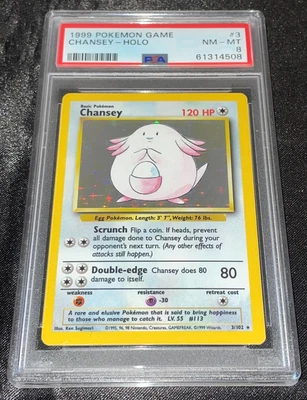 1999 POKEMON GAME #3
CHANSEY-HOLO NM-MT
8
PSA 61314508
Basic Pokémon
Chansey 120 HP
Egg Pokémon. Length: 3' 7", Weight: 76 lbs.
Scrunch Flip a coin. If heads, prevent
all damage done to Chansey during your
opponent's next turn. (Any other effects of
attacks still happen.)
Double-edge Chansey does 80
damage to itself.
80
weakness resistance retreat cost
-30
A rare and elusive Pokémon that is said to bring happiness
to those who manage to catch it. LV. 55 #113
Illus. Ken Sugimori ©1995, 96, 98 Nintendo, Creatures, GAMEFREAK. ©1999 Wizards. 3/102 ★